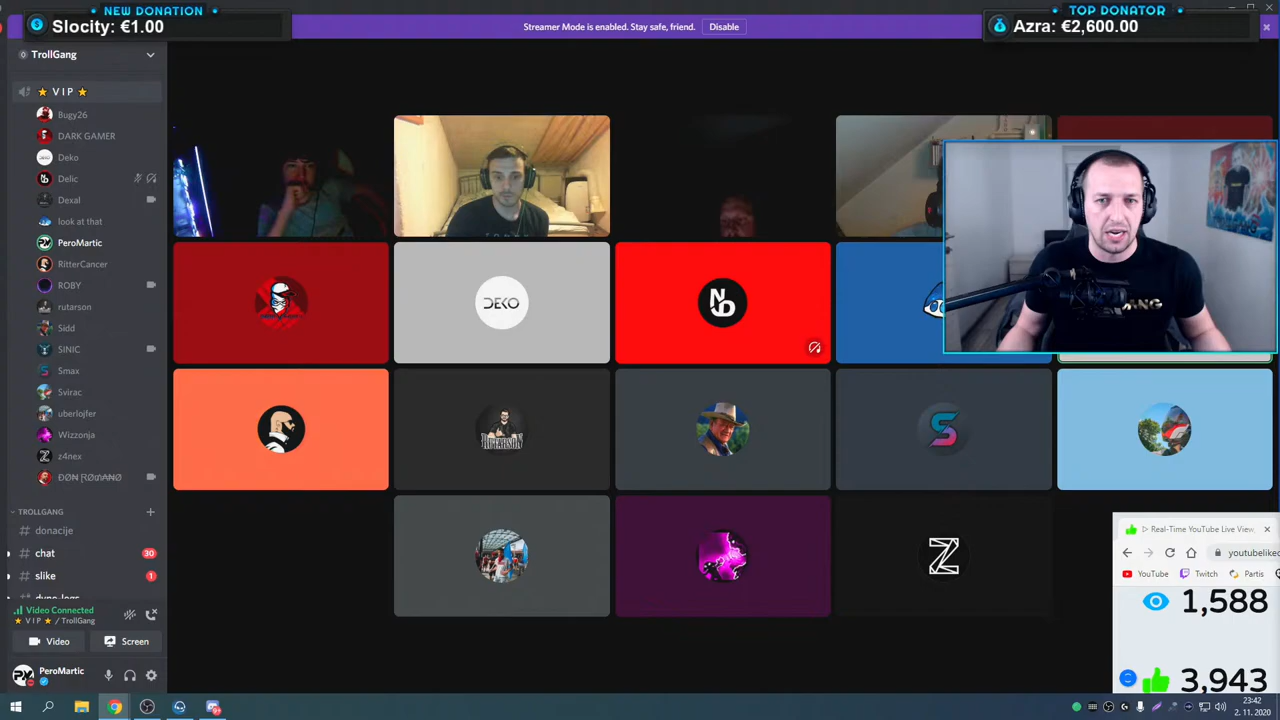 NEW DONATION
Slocity: €1.00
Streamer Mode is enabled. Stay safe, friend.
Disable
TOP DONATOR
Azra: €2,600.00
TrollGang
V I P
Bugy26
DARK GAMER
Deko
Delic
Dexal
look at that
PeroMartic
RitterCancer
ROBY
rutarson
Sidd
SINIC
Smax
Svirac
uberlojfer
Wizzonja
z4nex
ĐØ₦ ⱤØmȺNØ
TROLLGANG
# donacije
# chat 30
# slike 1
Video Connected
V I P / TrollGang
Video
Screen
PeroMartic
DEKO
Real-Time YouTube Live View
YouTube
Twitch
Partis
1,588
3,943
23:42
2. 11. 2020